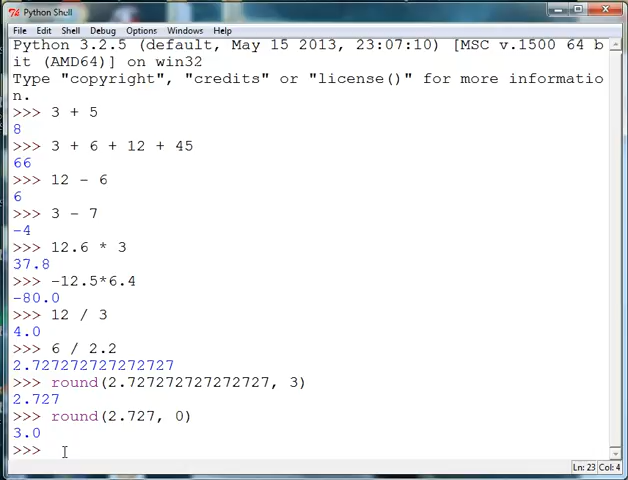 Python Shell
File Edit Shell Debug Options Windows Help
Python 3.2.5 (default, May 15 2013, 23:07:10) [MSC v.1500 64 b
it (AMD64)] on win32
Type "copyright", "credits" or "license()" for more informatio
n.
>>> 3 + 5
8
>>> 3 + 6 + 12 + 45
66
>>> 12 - 6
6
>>> 3 - 7
-4
>>> 12.6 * 3
37.8
>>> -12.5*6.4
-80.0
>>> 12 / 3
4.0
>>> 6 / 2.2
2.727272727272727
>>> round(2.727272727272727, 3)
2.727
>>> round(2.727, 0)
3.0
>>>
Ln: 23 Col: 4